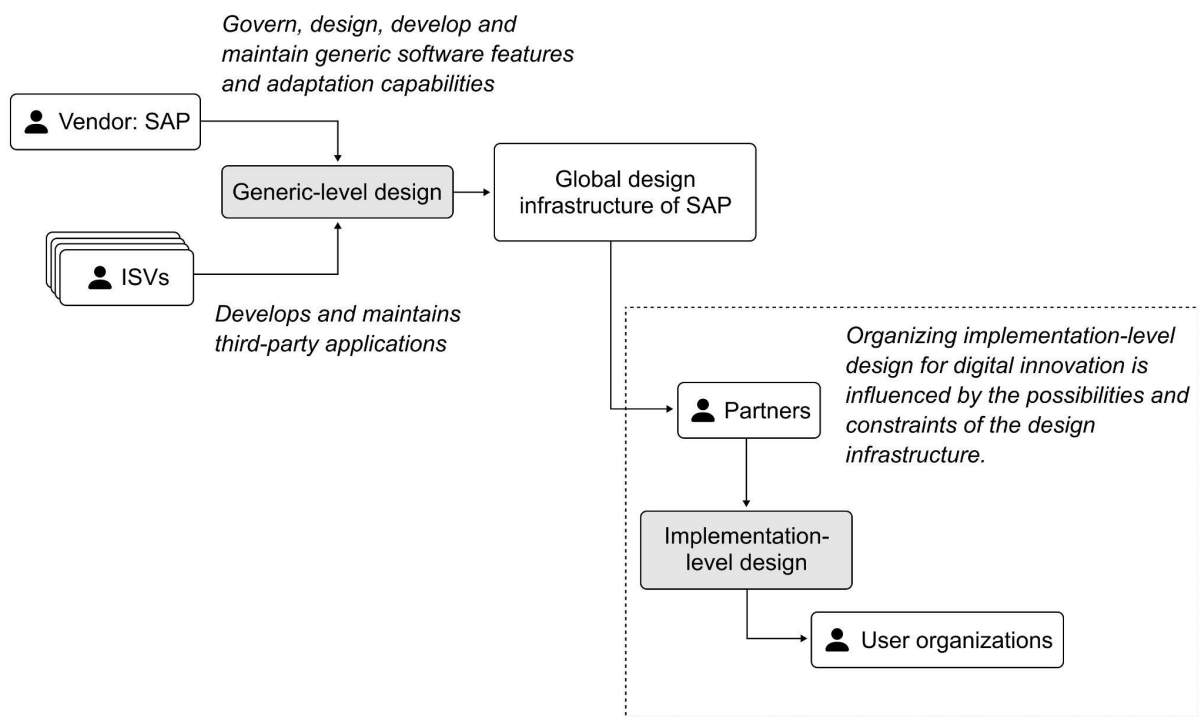 Govern, design, develop and
maintain generic software features
and adaptation capabilities
Vendor: SAP
Generic-level design
Global design
infrastructure of SAP
ISVs
Develops and maintains
third-party applications
Organizing implementation-level
design for digital innovation is
influenced by the possibilities and
constraints of the design
infrastructure.
Partners
Implementation-
level design
User organizations